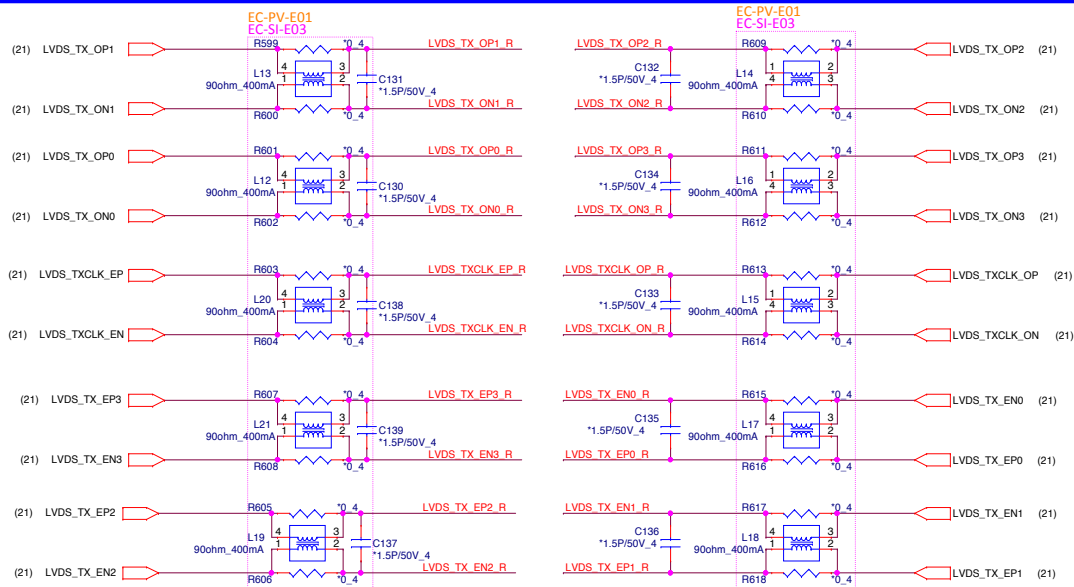 EC-PV-E01
EC-SI-E03
(21) LVDS_TX_OP1
R599
*0_4
LVDS_TX_OP1_R
4 3
L13
1 2
90ohm_400mA
C131
*1.5P/50V_4
(21) LVDS_TX_ON1
R600
*0_4
LVDS_TX_ON1_R
(21) LVDS_TX_OP0
R601
*0_4
LVDS_TX_OP0_R
4 3
L12
1 2
90ohm_400mA
C130
*1.5P/50V_4
(21) LVDS_TX_ON0
R602
*0_4
LVDS_TX_ON0_R
(21) LVDS_TXCLK_EP
R603
*0_4
LVDS_TXCLK_EP_R
4 3
L20
1 2
90ohm_400mA
C138
*1.5P/50V_4
(21) LVDS_TXCLK_EN
R604
*0_4
LVDS_TXCLK_EN_R
(21) LVDS_TX_EP3
R607
*0_4
LVDS_TX_EP3_R
4 3
L21
1 2
90ohm_400mA
C139
*1.5P/50V_4
(21) LVDS_TX_EN3
R608
*0_4
LVDS_TX_EN3_R
(21) LVDS_TX_EP2
R605
*0_4
LVDS_TX_EP2_R
4 3
L19
1 2
90ohm_400mA
C137
*1.5P/50V_4
(21) LVDS_TX_EN2
R606
*0_4
LVDS_TX_EN2_R
EC-PV-E01
EC-SI-E03
LVDS_TX_OP2_R
R609
*0_4
LVDS_TX_OP2 (21)
C132
*1.5P/50V_4
1 2
L14
4 3
90ohm_400mA
LVDS_TX_ON2_R
R610
*0_4
LVDS_TX_ON2 (21)
LVDS_TX_OP3_R
R611
*0_4
LVDS_TX_OP3 (21)
C134
*1.5P/50V_4
1 2
L16
4 3
90ohm_400mA
LVDS_TX_ON3_R
R612
*0_4
LVDS_TX_ON3 (21)
LVDS_TXCLK_OP_R
R613
*0_4
LVDS_TXCLK_OP (21)
C133
*1.5P/50V_4
1 2
L15
4 3
90ohm_400mA
LVDS_TXCLK_ON_R
R614
*0_4
LVDS_TXCLK_ON (21)
LVDS_TX_EN0_R
R615
*0_4
LVDS_TX_EN0 (21)
C135
*1.5P/50V_4
4 3
L17
1 2
90ohm_400mA
LVDS_TX_EP0_R
R616
*0_4
LVDS_TX_EP0 (21)
LVDS_TX_EN1_R
R617
*0_4
LVDS_TX_EN1 (21)
C136
*1.5P/50V_4
4 3
L18
1 2
90ohm_400mA
LVDS_TX_EP1_R
R618
*0_4
LVDS_TX_EP1 (21)